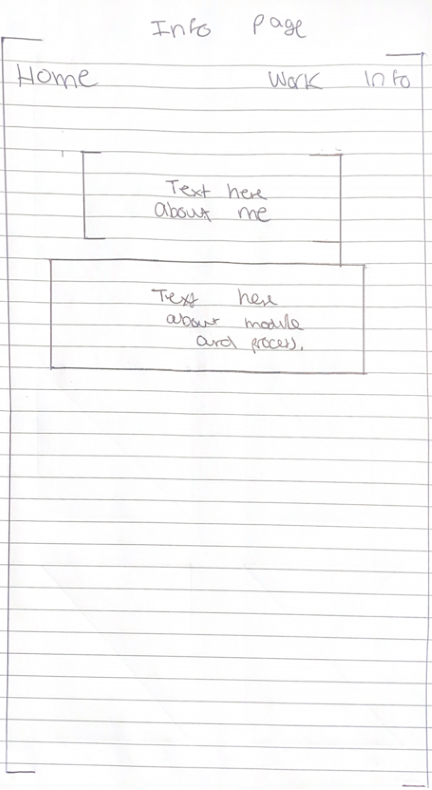 Info Page
Home Work Info
Text here
about me
Text here
about module
and process.